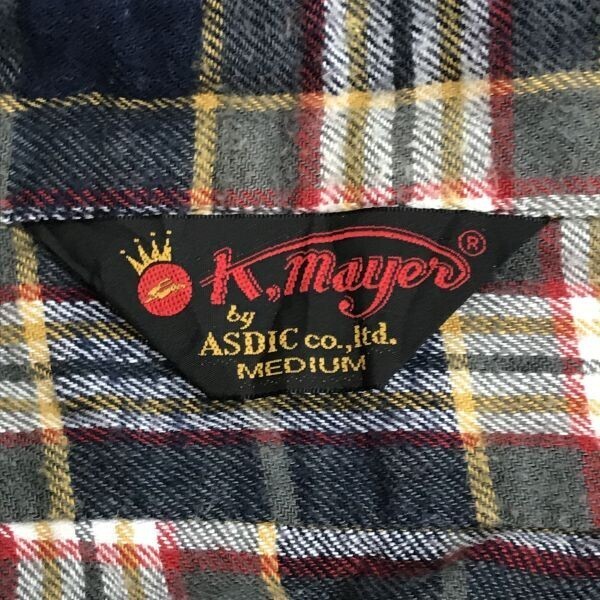 K,mayer®
by
ASDIC co.,ltd.
MEDIUM